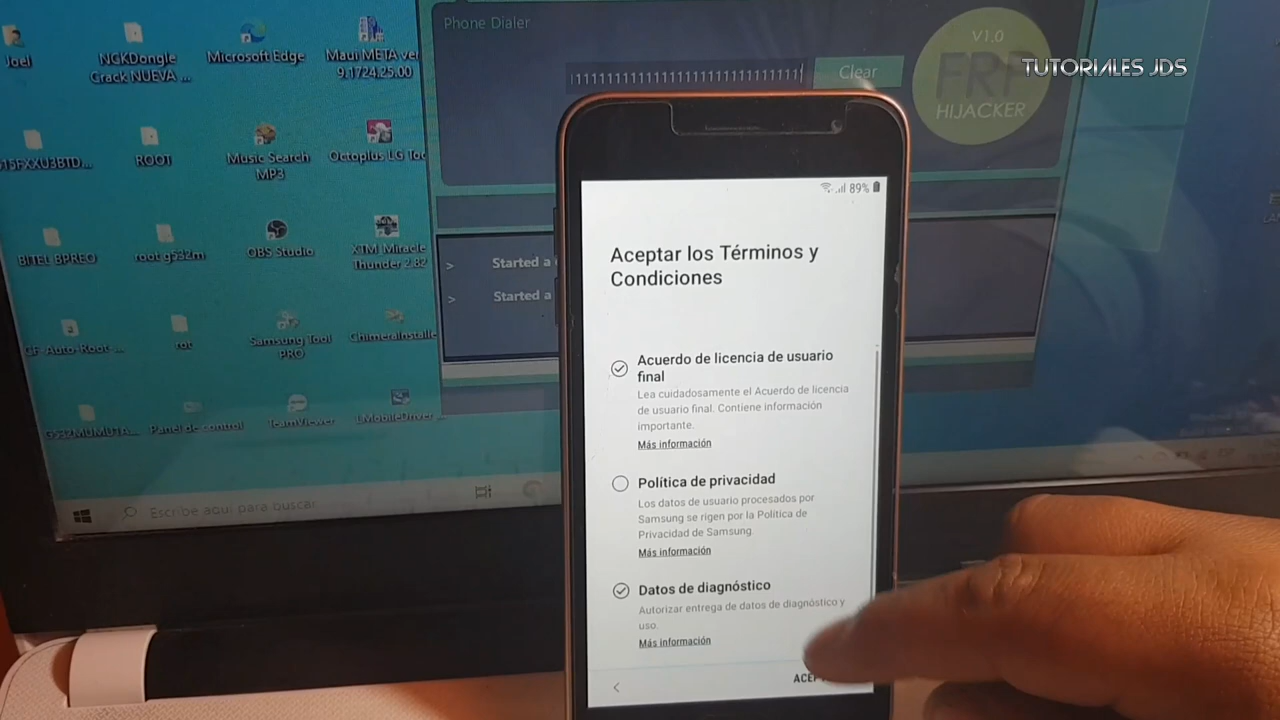 Phone Dialer
Clear
V1.0
FRP
HIJACKER
TUTORIALES JDS
Joel
NCKDongle
Crack NUEVA ...
Microsoft Edge
Maui META ver
9.1724.25.00
ROOT
Music Search
MP3
Octoplus LG Too
BITEL BPREO
root g532m
OBS Studio
XTM Miracle
Thunder 2.82
> Started a
> Started a
CF-Auto-Root-...
rot
Samsung Tool
PRO
ChimeraInstalle
Panel de control
TeamViewer
LMobileDriver...
Escribe aquí para buscar
89%
Aceptar los Términos y
Condiciones
Acuerdo de licencia de usuario
final
Lea cuidadosamente el Acuerdo de licencia
de usuario final. Contiene información
importante.
Más información
Política de privacidad
Los datos de usuario procesados por
Samsung se rigen por la Política de
Privacidad de Samsung.
Más información
Datos de diagnóstico
Autorizar entrega de datos de diagnóstico y
uso.
Más información